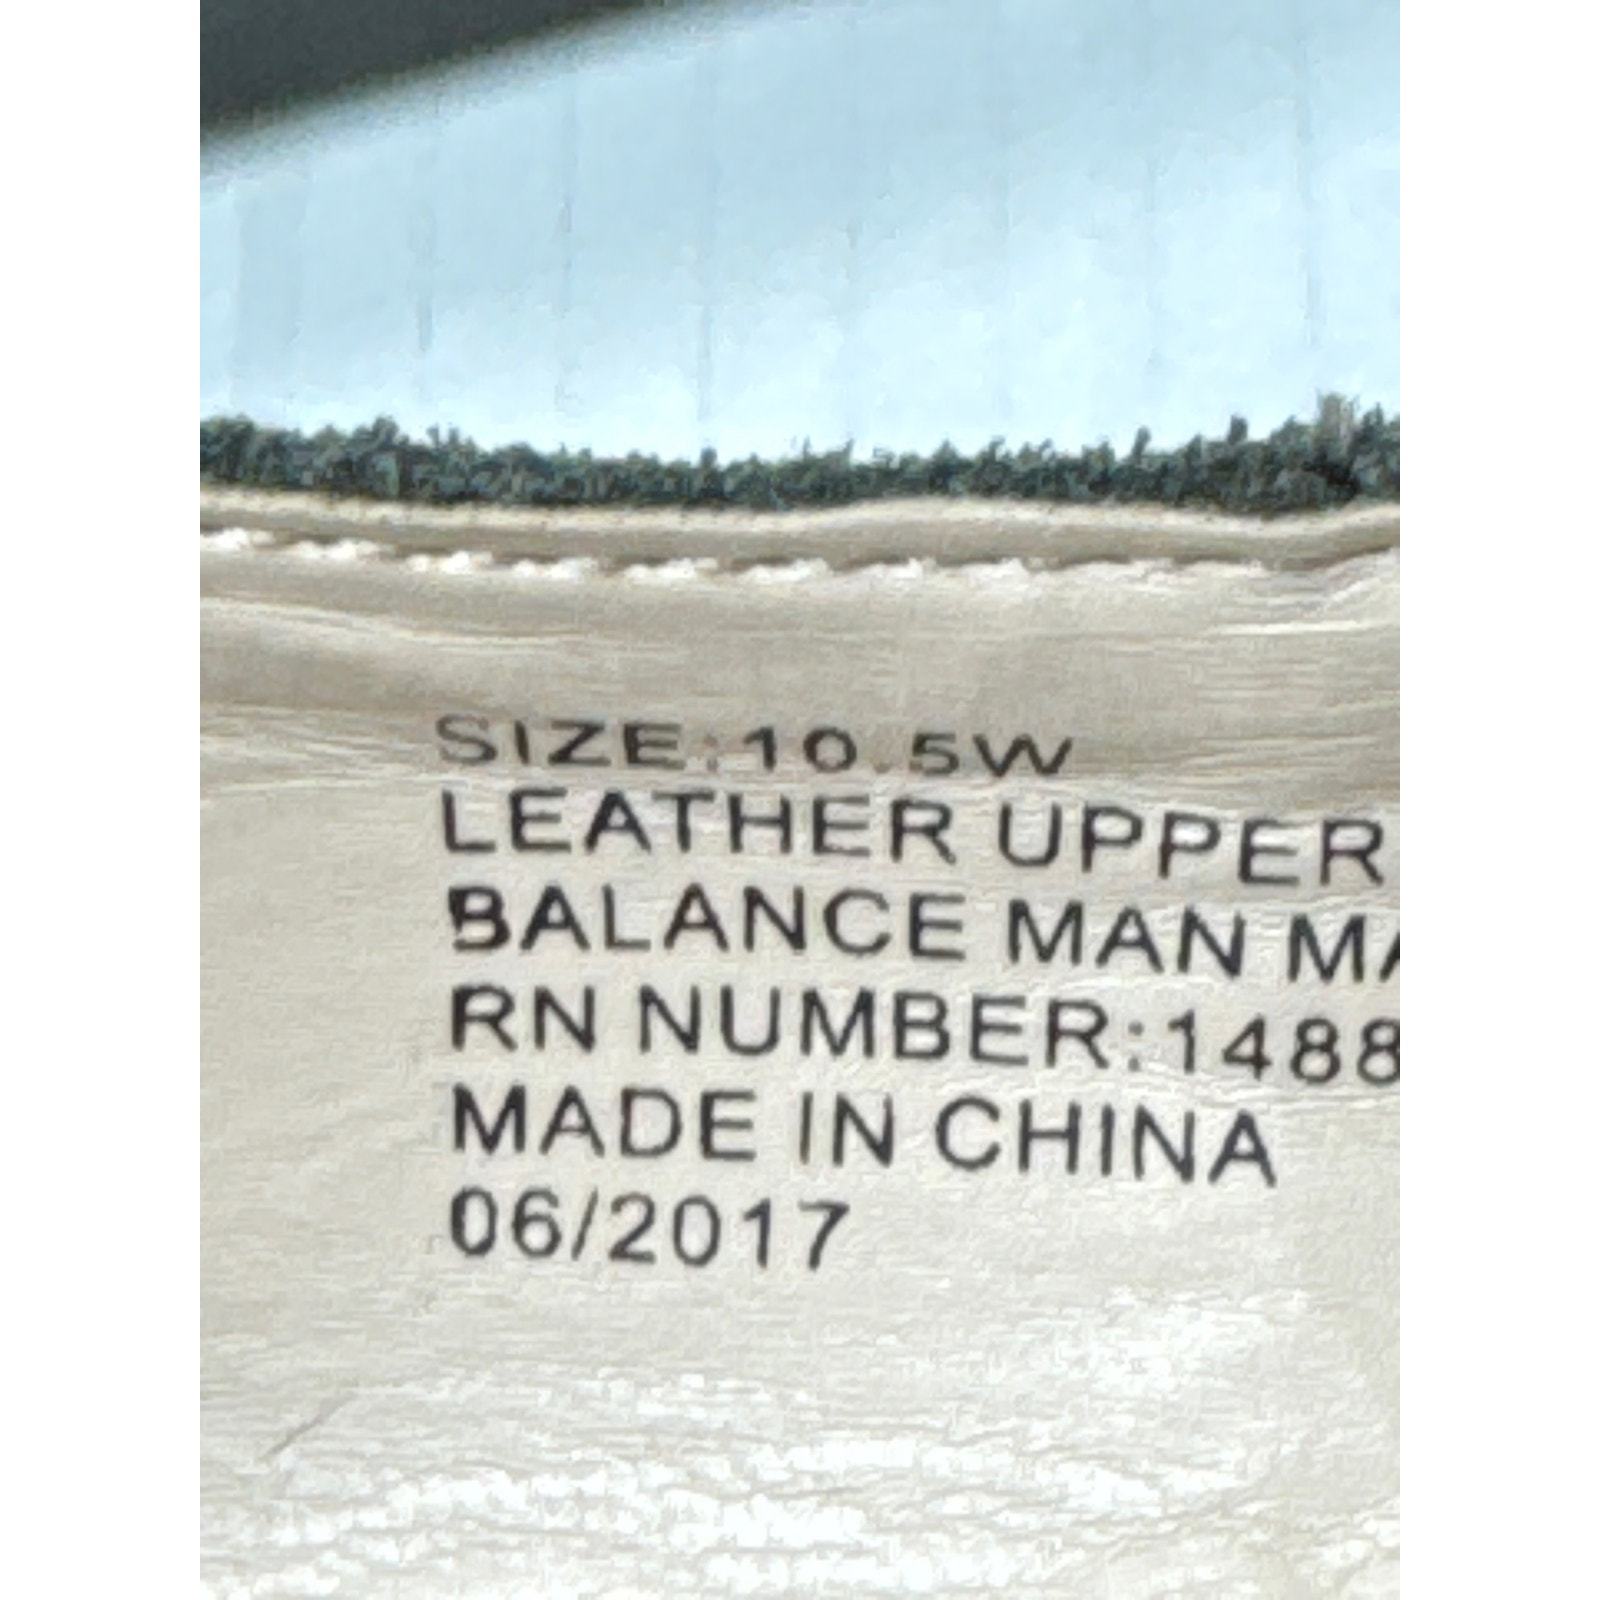 SIZE:10.5W
LEATHER UPPER
BALANCE MAN MA
RN NUMBER:1488
MADE IN CHINA
06/2017